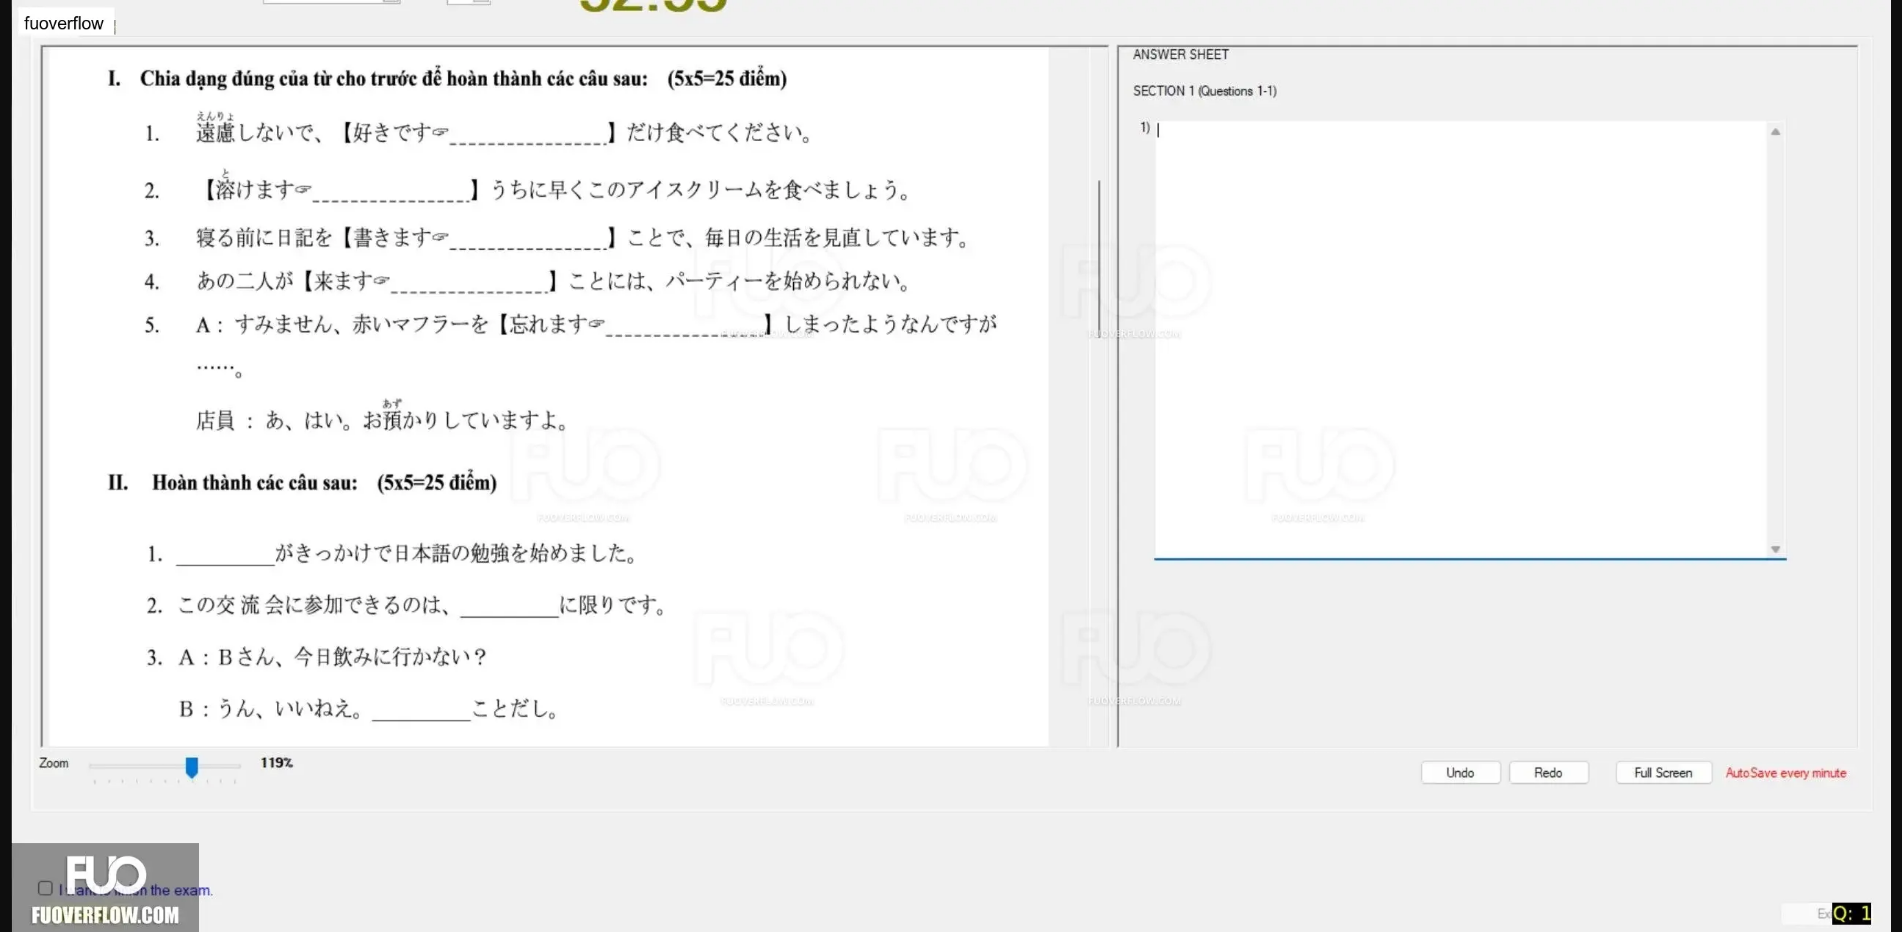 fuoverflow
I. Chia dạng đúng của từ cho trước để hoàn thành các câu sau: (5x5=25 điểm)
えんりょ
1. 遠慮しないで、【好きです☞________________】だけ食べてください。
と
2. 【溶けます☞________________】うちに早くこのアイスクリームを食べましょう。
3. 寝る前に日記を【書きます☞________________】ことで、毎日の生活を見直しています。
4. あの二人が【来ます☞________________】ことには、パーティーを始められない。
5. A：すみません、赤いマフラーを【忘れます☞________________】しまったようなんですが
……。
あず
店員：あ、はい。お預かりしていますよ。
II. Hoàn thành các câu sau: (5x5=25 điểm)
1. __________がきっかけで日本語の勉強を始めました。
2. この交流会に参加できるのは、__________に限りです。
3. A：Bさん、今日飲みに行かない？
B：うん、いいねえ。__________ことだし。
Zoom 119%
ANSWER SHEET
SECTION 1 (Questions 1-1)
1)
Undo Redo Full Screen AutoSave every minute
FUO
FUOVERFLOW.COM
the exam.
Q: 1